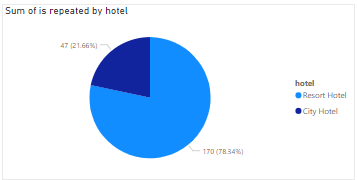 Sum of is repeated by hotel
47 (21.66%)
hotel
Resort Hotel
City Hotel
170 (78.34%)